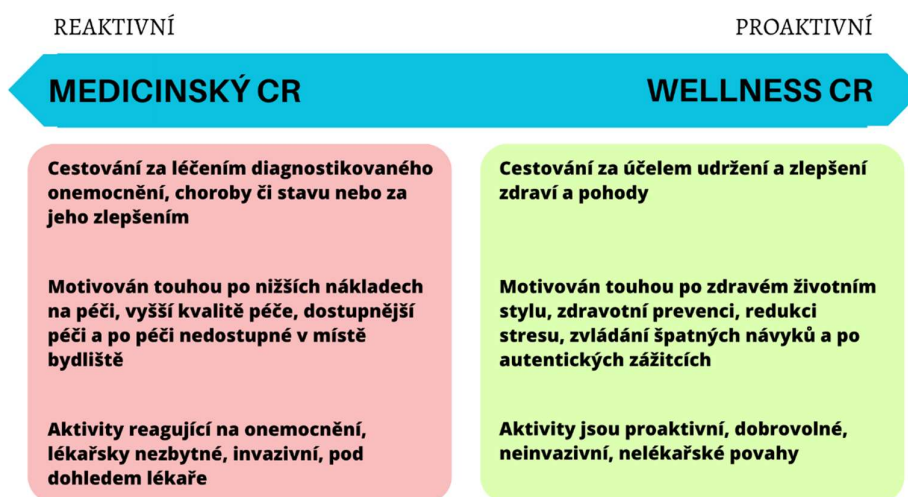 REAKTIVNÍ
PROAKTIVNÍ
MEDICINSKÝ CR
WELLNESS CR
Cestování za léčením diagnostikovaného
onemocnění, choroby či stavu nebo za
jeho zlepšením
Motivován touhou po nižších nákladech
na péči, vyšší kvalitě péče, dostupnější
péči a po péči nedostupné v místě
bydliště
Aktivity reagující na onemocnění,
lékařsky nezbytné, invazivní, pod
dohledem lékaře
Cestování za účelem udržení a zlepšení
zdraví a pohody
Motivován touhou po zdravém životním
stylu, zdravotní prevenci, redukci
stresu, zvládání špatných návyků a po
autentických zážitcích
Aktivity jsou proaktivní, dobrovolné,
neinvazivní, nelékařské povahy